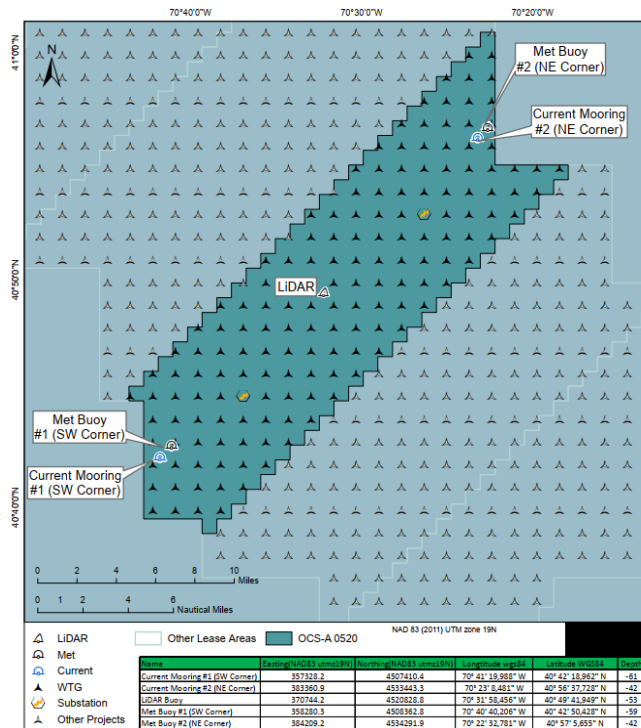 70°40'0"W 70°30'0"W 70°20'0"W
41°0'0"N
40°50'0"N
40°40'0"N
N
Met Buoy
#2 (NE Corner)
Current Mooring
#2 (NE Corner)
LiDAR
Met Buoy
#1 (SW Corner)
Current Mooring
#1 (SW Corner)
0 2 4 6 8 10
Miles
0 1 2 4 6
Nautical Miles
NAD 83 (2011) UTM zone 19N
LiDAR
Met
Current
WTG
Substation
Other Projects
Other Lease Areas
OCS-A 0520
Name Easting(NAD83 utmz19N) Northing(NAD83 utmz19N) Longtitude wgs84 Latitude WGS84 Depth
Current Mooring #1 (SW Corner) 357328.2 4507410.4 70° 41' 19,988" W 40° 42' 18,962" N -61
Current Mooring #2 (NE Corner) 383360.9 4533443.3 70° 23' 8,481" W 40° 56' 37,728" N -42
LiDAR Buoy 370744.2 4520828.8 70° 31' 58,456" W 40° 49' 41,949" N -53
Met Buoy #1 (SW Corner) 358280.3 4508362.8 70° 40' 40,206" W 40° 42' 50,428" N -59
Met Buoy #2 (NE Corner) 384209.2 4534291.9 70° 22' 32,781" W 40° 57' 5,655" N -42